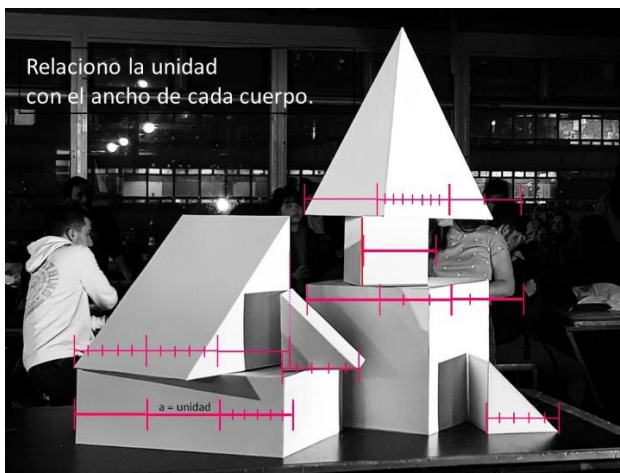 Relaciono la unidad
con el ancho de cada cuerpo.
a = unidad